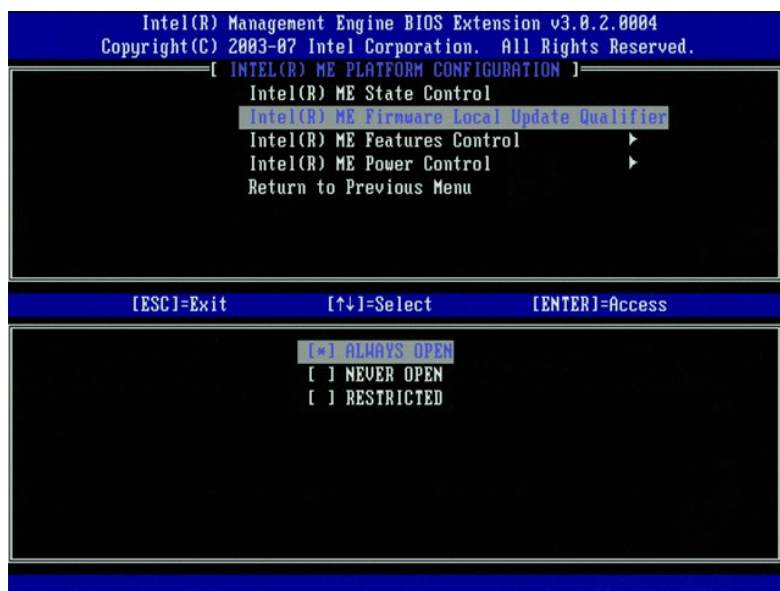 Intel(R) Management Engine BIOS Extension v3.0.2.0004
Copyright(C) 2003-07 Intel Corporation. All Rights Reserved.
[ INTEL(R) ME PLATFORM CONFIGURATION ]
Intel(R) ME State Control
Intel(R) ME Firmware Local Update Qualifier
Intel(R) ME Features Control ►
Intel(R) ME Power Control ►
Return to Previous Menu
[ESC]=Exit [↑↓]=Select [ENTER]=Access
[*] ALWAYS OPEN
[ ] NEVER OPEN
[ ] RESTRICTED